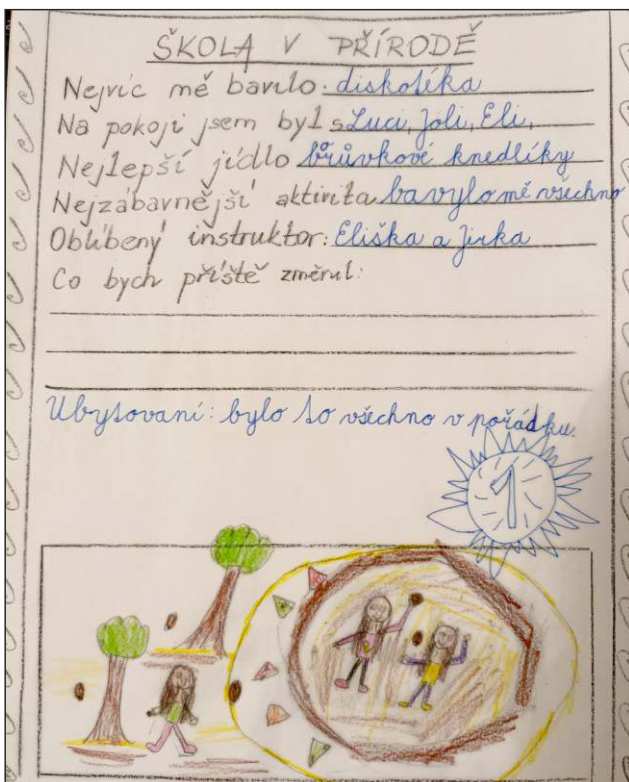 ŠKOLA V PŘÍRODĚ
Nejvíc mě bavilo: diskotéka
Na pokoji jsem byl s Luci, Joli, Eli,
Nejlepší jídlo bňůvkové knedlíky
Nejzábavnější aktivita bavylo mě všechno
Oblíbený instruktor: Eliška a Jirka
Co bych příště změnil:
Ubytovaní: bylo to všechno v pořádku.
1